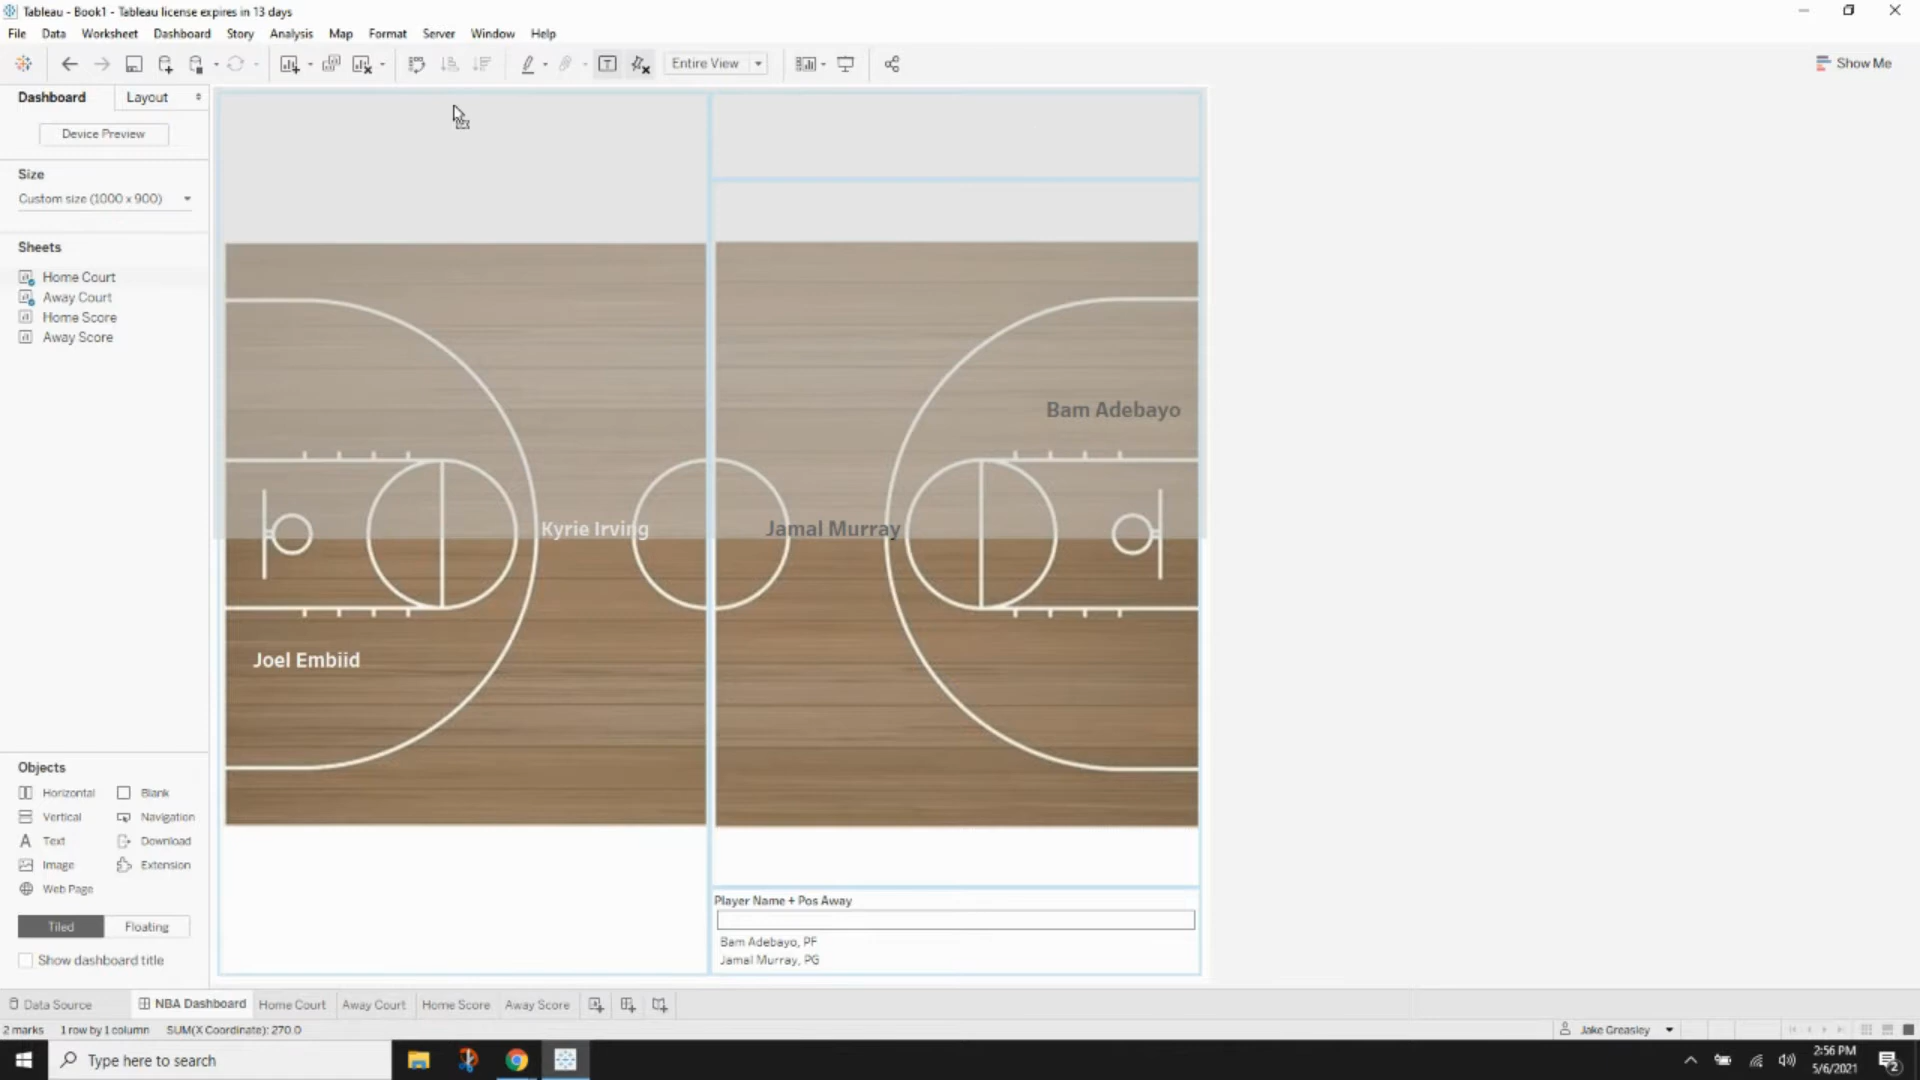 Tableau - Book1 - Tableau license expires in 13 days
File Data Worksheet Dashboard Story Analysis Map Format Server Window Help
Entire View
Show Me
Dashboard Layout
Device Preview
Size
Custom size (1000 x 900)
Sheets
Home Court
Away Court
Home Score
Away Score
Bam Adebayo
Kyrie Irving
Jamal Murray
Joel Embiid
Objects
Horizontal Blank
Vertical Navigation
A Text Download
Image Extension
Web Page
Tiled Floating
Show dashboard title
Player Name + Pos Away
Bam Adebayo, PF
Jamal Murray, PG
Data Source NBA Dashboard Home Court Away Court Home Score Away Score
2 marks 1 row by 1 column SUM(X Coordinate): 270.0
Jake Greasley
Type here to search
2:56 PM
5/6/2021
2